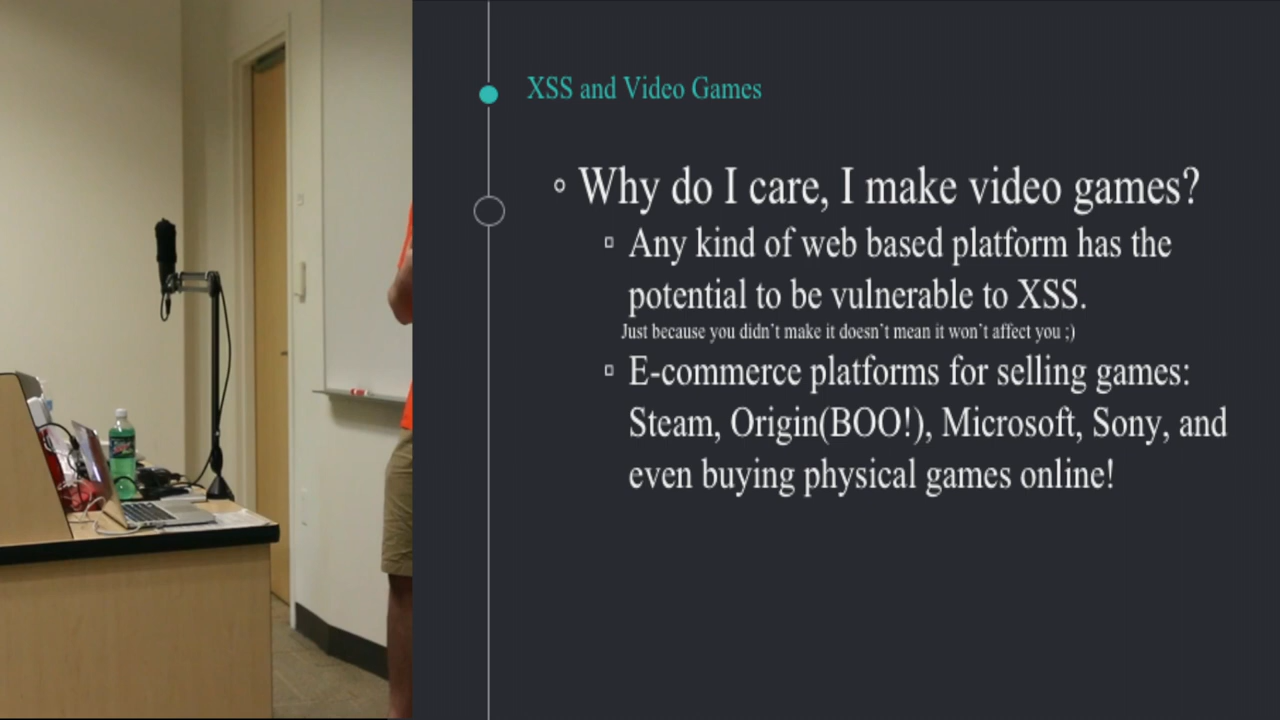 XSS and Video Games
Why do I care, I make video games?
Any kind of web based platform has the
potential to be vulnerable to XSS.
Just because you didn't make it doesn't mean it won't affect you ;)
E-commerce platforms for selling games:
Steam, Origin(BOO!), Microsoft, Sony, and
even buying physical games online!